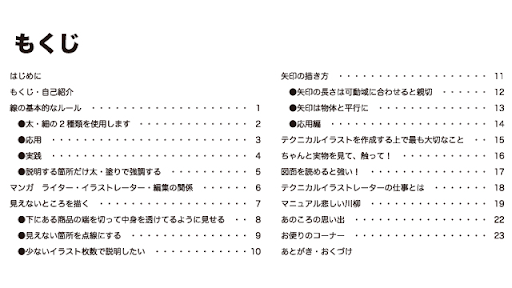 もくじ
はじめに
もくじ・自己紹介
線の基本的なルール ・・・・・・・・・・・・・・・・・・ 1
●太・細の2種類を使用します ・・・・・・・・・・・・・ 2
●応用 ・・・・・・・・・・・・・・・・・・・・・・ 3
●実践 ・・・・・・・・・・・・・・・・・・・・・・ 4
●説明する箇所だけ太・塗りで強調する ・・・・・・・・・ 5
マンガ ライター・イラストレーター・編集の関係 ・・・・・・ 6
見えないところを描く ・・・・・・・・・・・・・・・・・ 7
●下にある商品の端を切って中身を透けてるように見せる ・・ 8
●見えない箇所を点線にする ・・・・・・・・・・・・・・ 9
●少ないイラスト枚数で説明したい ・・・・・・・・・・・ 10
矢印の描き方 ・・・・・・・・・・・・・・・・・・ 11
●矢印の長さは可動域に合わせると親切 ・・・・・・ 12
●矢印は物体と平行に ・・・・・・・・・・・・・ 13
●応用編 ・・・・・・・・・・・・・・・・・・・ 14
テクニカルイラストを作成する上で最も大切なこと ・・ 15
ちゃんと実物を見て、触って！ ・・・・・・・・・・ 16
図面を読めると強い！ ・・・・・・・・・・・・・・ 17
テクニカルイラストレーターの仕事とは ・・・・・・・ 18
マニュアル悲しい川柳 ・・・・・・・・・・・・・・ 19
あのころの思い出 ・・・・・・・・・・・・・・・・ 22
お便りのコーナー ・・・・・・・・・・・・・・・・ 23
あとがき・おくづけ